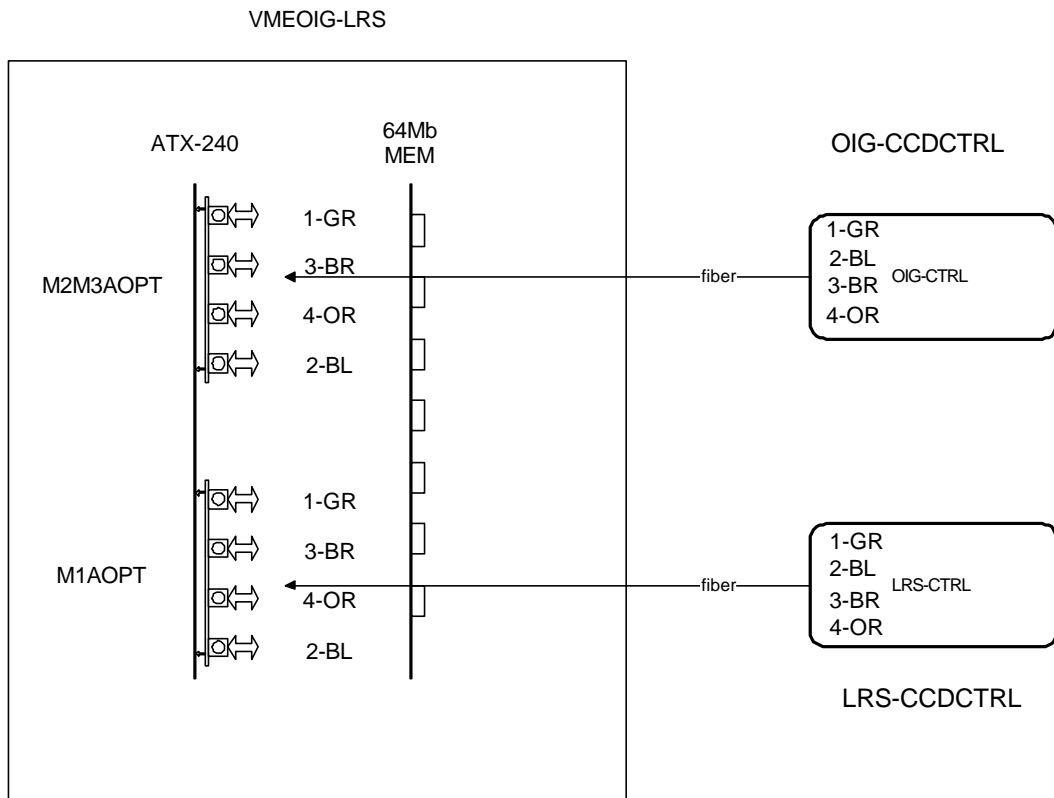 VMEOIG-LRS
ATX-240
64Mb
MEM
OIG-CCDCTRL
M2M3AOPT
1-GR
3-BR
4-OR
2-BL
fiber
1-GR
2-BL
3-BR
4-OR
OIG-CTRL
M1AOPT
1-GR
3-BR
4-OR
2-BL
fiber
1-GR
2-BL
3-BR
4-OR
LRS-CTRL
LRS-CCDCTRL